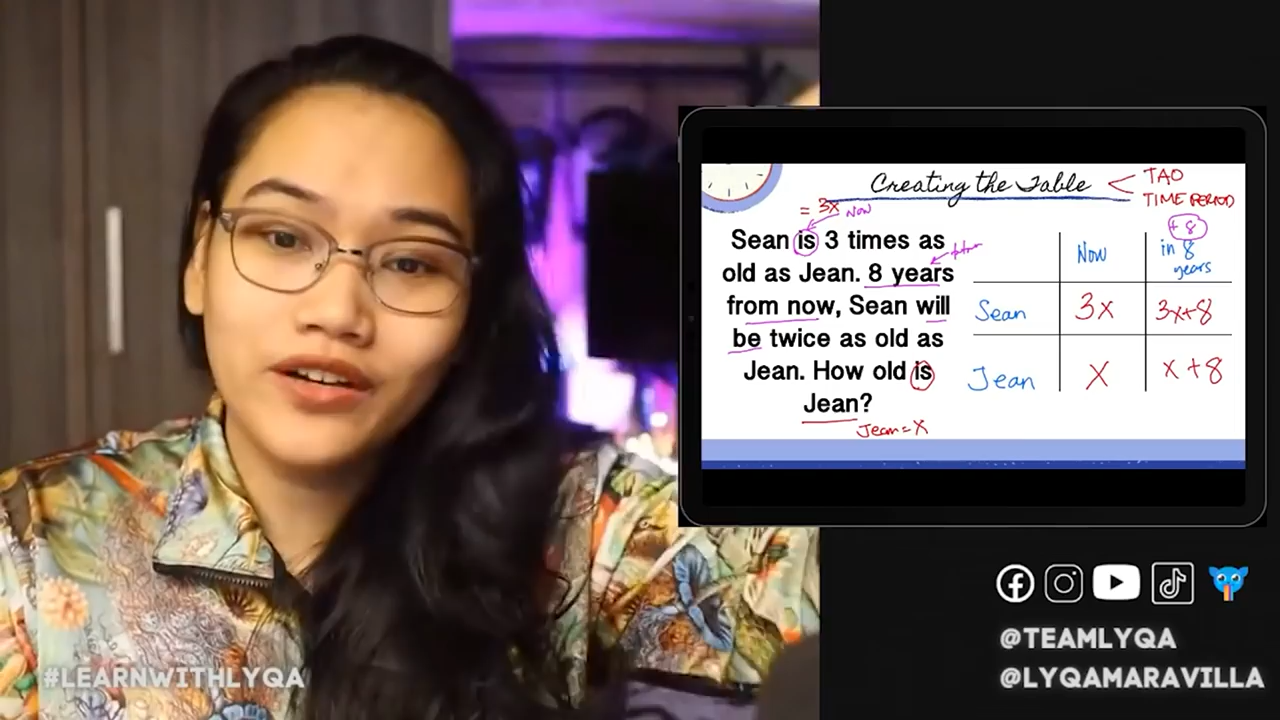 Creating the Table
TAO
TIME PERIOD
= 3x Now
Sean is 3 times as
old as Jean. 8 years
from now, Sean will
be twice as old as
Jean. How old is
Jean?
Jean = x
+8
Now
in 8
years
Sean 3x 3x+8
Jean x x+8
#LEARNWITHLYQA
@TEAMLYQA
@LYQAMARAVILLA